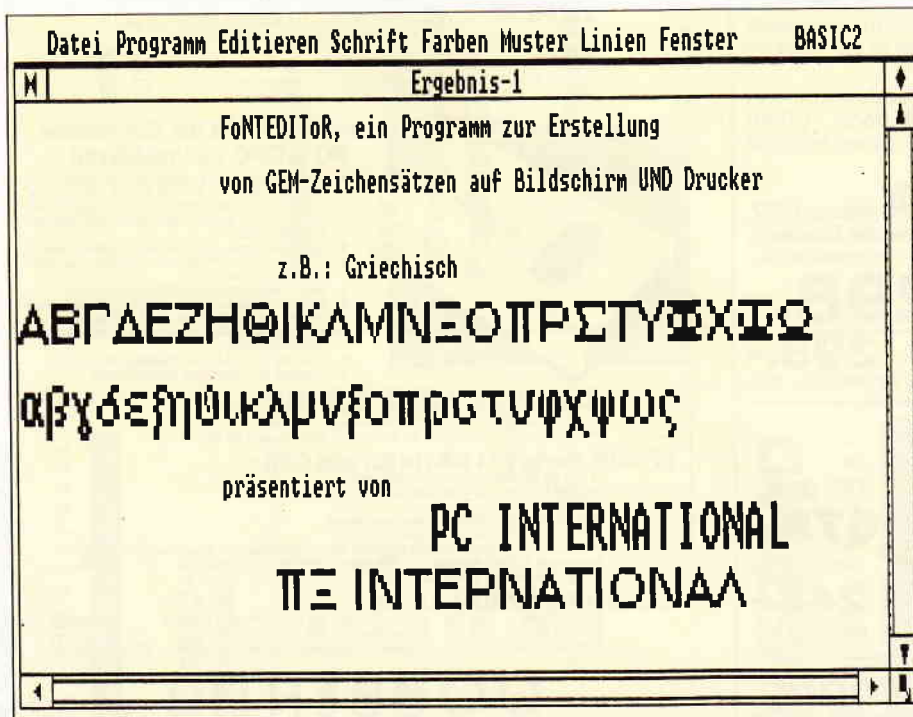 Datei Programm Editieren Schrift Farben Muster Linien Fenster BASIC2
Ergebnis-1
FoNTEDIToR, ein Programm zur Erstellung
von GEM-Zeichensätzen auf Bildschirm UND Drucker
z.B.: Griechisch
ΑΒΓΔΕΖΗΘΙΚΛΜΝΞΟΠΡΣΤΥΦΧΨΩ
αβγδεζηθικλμνξοπρστυφχψως
präsentiert von
PC INTERNATIONAL
ΠΞ ΙΝΤΕΡΝΑΤΙΟΝΑΛ